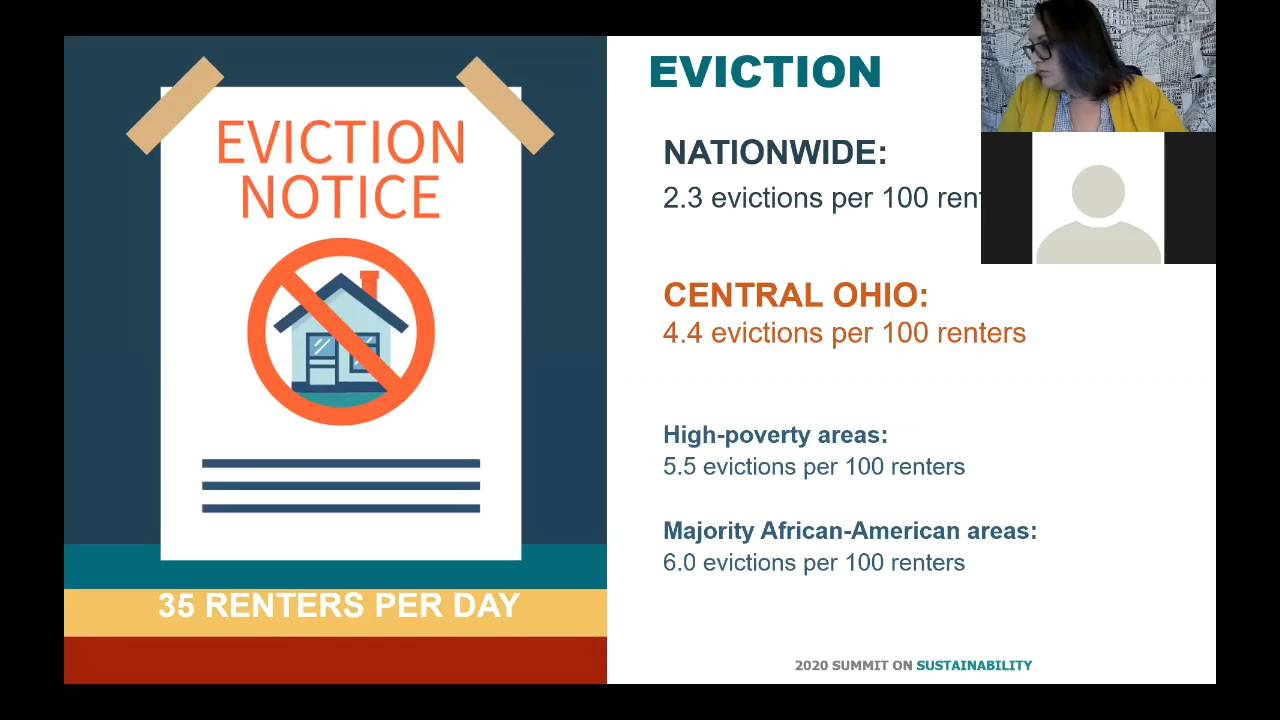 EVICTION
NOTICE
35 RENTERS PER DAY
EVICTION
NATIONWIDE:
2.3 evictions per 100
CENTRAL OHIO:
4.4 evictions per 100 renters
High-poverty areas:
5.5 evictions per 100 renters
Majority African-American areas:
6.0 evictions per 100 renters
2020 SUMMIT ON SUSTAINABILITY